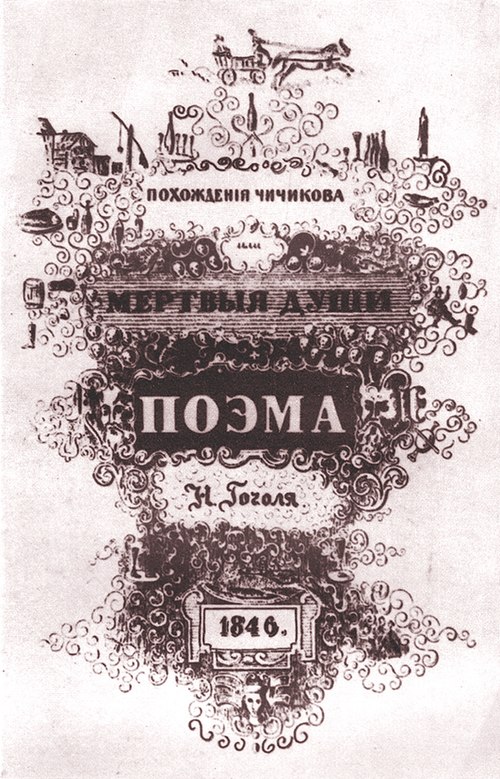 ПОХОЖДЕНІЯ ЧИЧИКОВА
или
МЕРТВЫЯ ДУШИ
ПОЭМА
Н. Гоголя
1846.